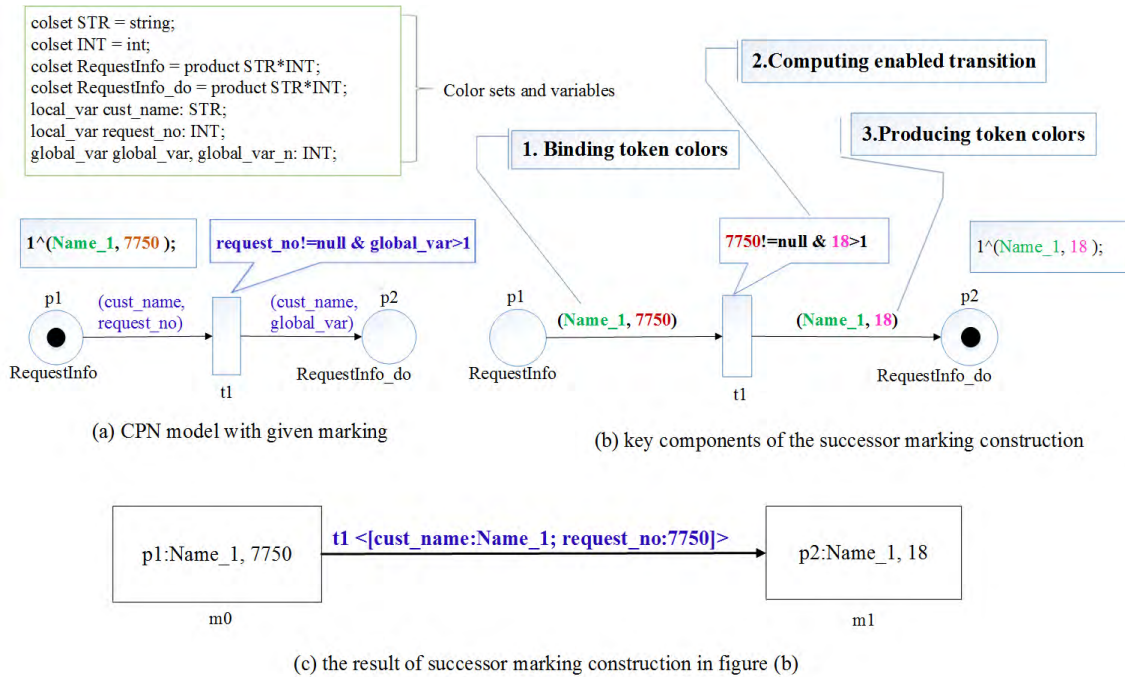 colset STR = string;
colset INT = int;
colset RequestInfo = product STR*INT;
colset RequestInfo_do = product STR*INT;
local_var cust_name: STR;
local_var request_no: INT;
global_var global_var, global_var_n: INT;
Color sets and variables
1^(Name_1, 7750 );
request_no!=null & global_var>1
p1
(cust_name,
request_no)
(cust_name,
global_var)
p2
RequestInfo
t1
RequestInfo_do
(a) CPN model with given marking
2.Computing enabled transition
1. Binding token colors
3.Producing token colors
7750!=null & 18>1
1^(Name_1, 18 );
p1
(Name_1, 7750)
(Name_1, 18)
p2
RequestInfo
t1
RequestInfo_do
(b) key components of the successor marking construction
p1:Name_1, 7750
t1 <[cust_name:Name_1; request_no:7750]>
p2:Name_1, 18
m0
m1
(c) the result of successor marking construction in figure (b)